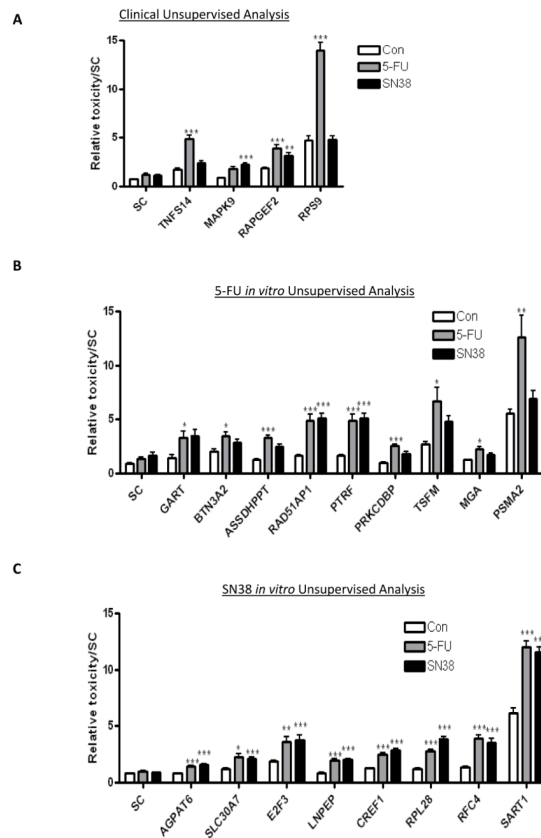 A
Clinical Unsupervised Analysis
Relative toxicity/SC
15
10
5
0
Con
5-FU
SN38
***
***
***
***
**
SC
TNFS14
MAPK9
RAPGEF2
RPS9
B
5-FU in vitro Unsupervised Analysis
Relative toxicity/SC
15
10
5
0
Con
5-FU
SN38
*
*
***
***
***
***
***
***
*
*
**
SC
GART
BTN3A2
ASSDHPPT
RAD51AP1
PTRF
PRKCDBP
TSFM
MGA
PSMA2
C
SN38 in vitro Unsupervised Analysis
Relative toxicity/SC
15
10
5
0
Con
5-FU
SN38
***
***
*
***
**
***
***
***
***
***
***
***
***
***
***
**
SC
AGPAT6
SLC30A7
E2F3
LNPEP
CREF1
RPL28
RFC4
SART1